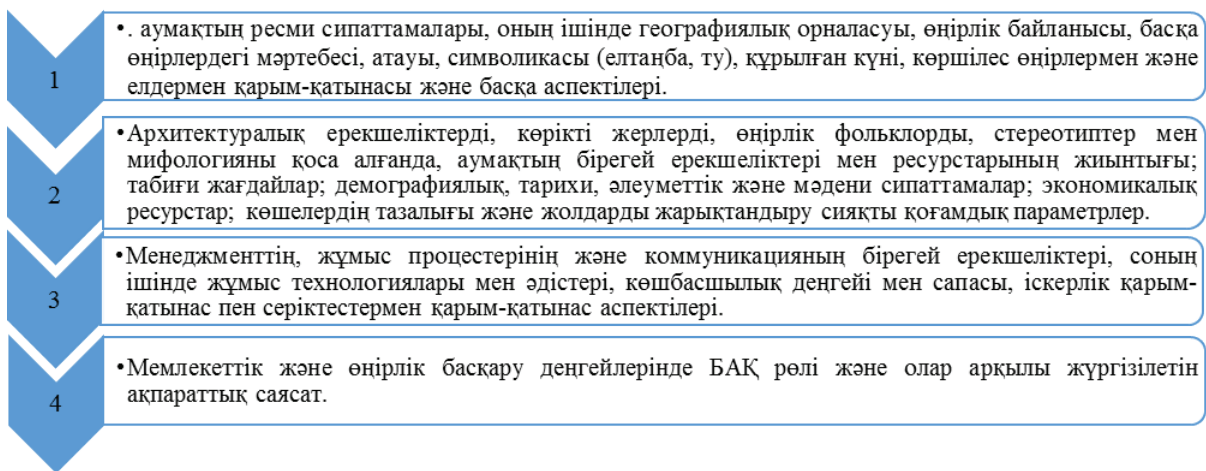 1
•. аумақтың ресми сипаттамалары, оның ішінде географиялық орналасуы, өңірлік байланысы, басқа
өңірлердегі мәртебесі, атауы, символикасы (елтаңба, ту), құрылған күні, көршілес өңірлермен және
елдермен қарым-қатынасы және басқа аспектілері.
2
•Архитектуралық ерекшеліктерді, көрікті жерлерді, өңірлік фольклорды, стереотиптер мен
мифологияны қоса алғанда, аумақтың бірегей ерекшеліктері мен ресурстарының жиынтығы;
табиғи жағдайлар; демографиялық, тарихи, әлеуметтік және мәдени сипаттамалар; экономикалық
ресурстар; көшелердің тазалығы және жолдарды жарықтандыру сияқты қоғамдық параметрлер.
3
•Менеджменттің, жұмыс процестерінің және коммуникацияның бірегей ерекшеліктері, соның
ішінде жұмыс технологиялары мен әдістері, көшбасшылық деңгейі мен сапасы, іскерлік қарым-
қатынас пен серіктестермен қарым-қатынас аспектілері.
4
•Мемлекеттік және өңірлік басқару деңгейлерінде БАҚ рөлі және олар арқылы жүргізілетін
ақпараттық саясат.